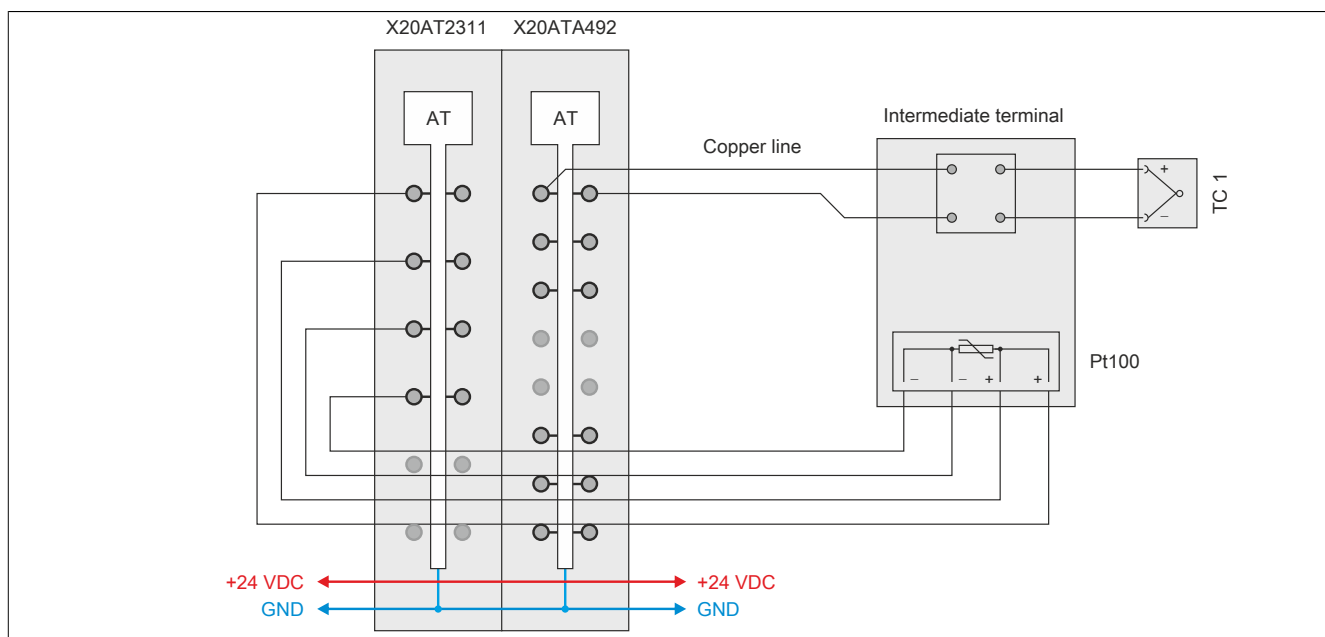 X20AT2311 X20ATA492
AT AT
Intermediate terminal
Copper line
+
−
TC 1
Pt100
− − + +
+24 VDC +24 VDC
GND GND